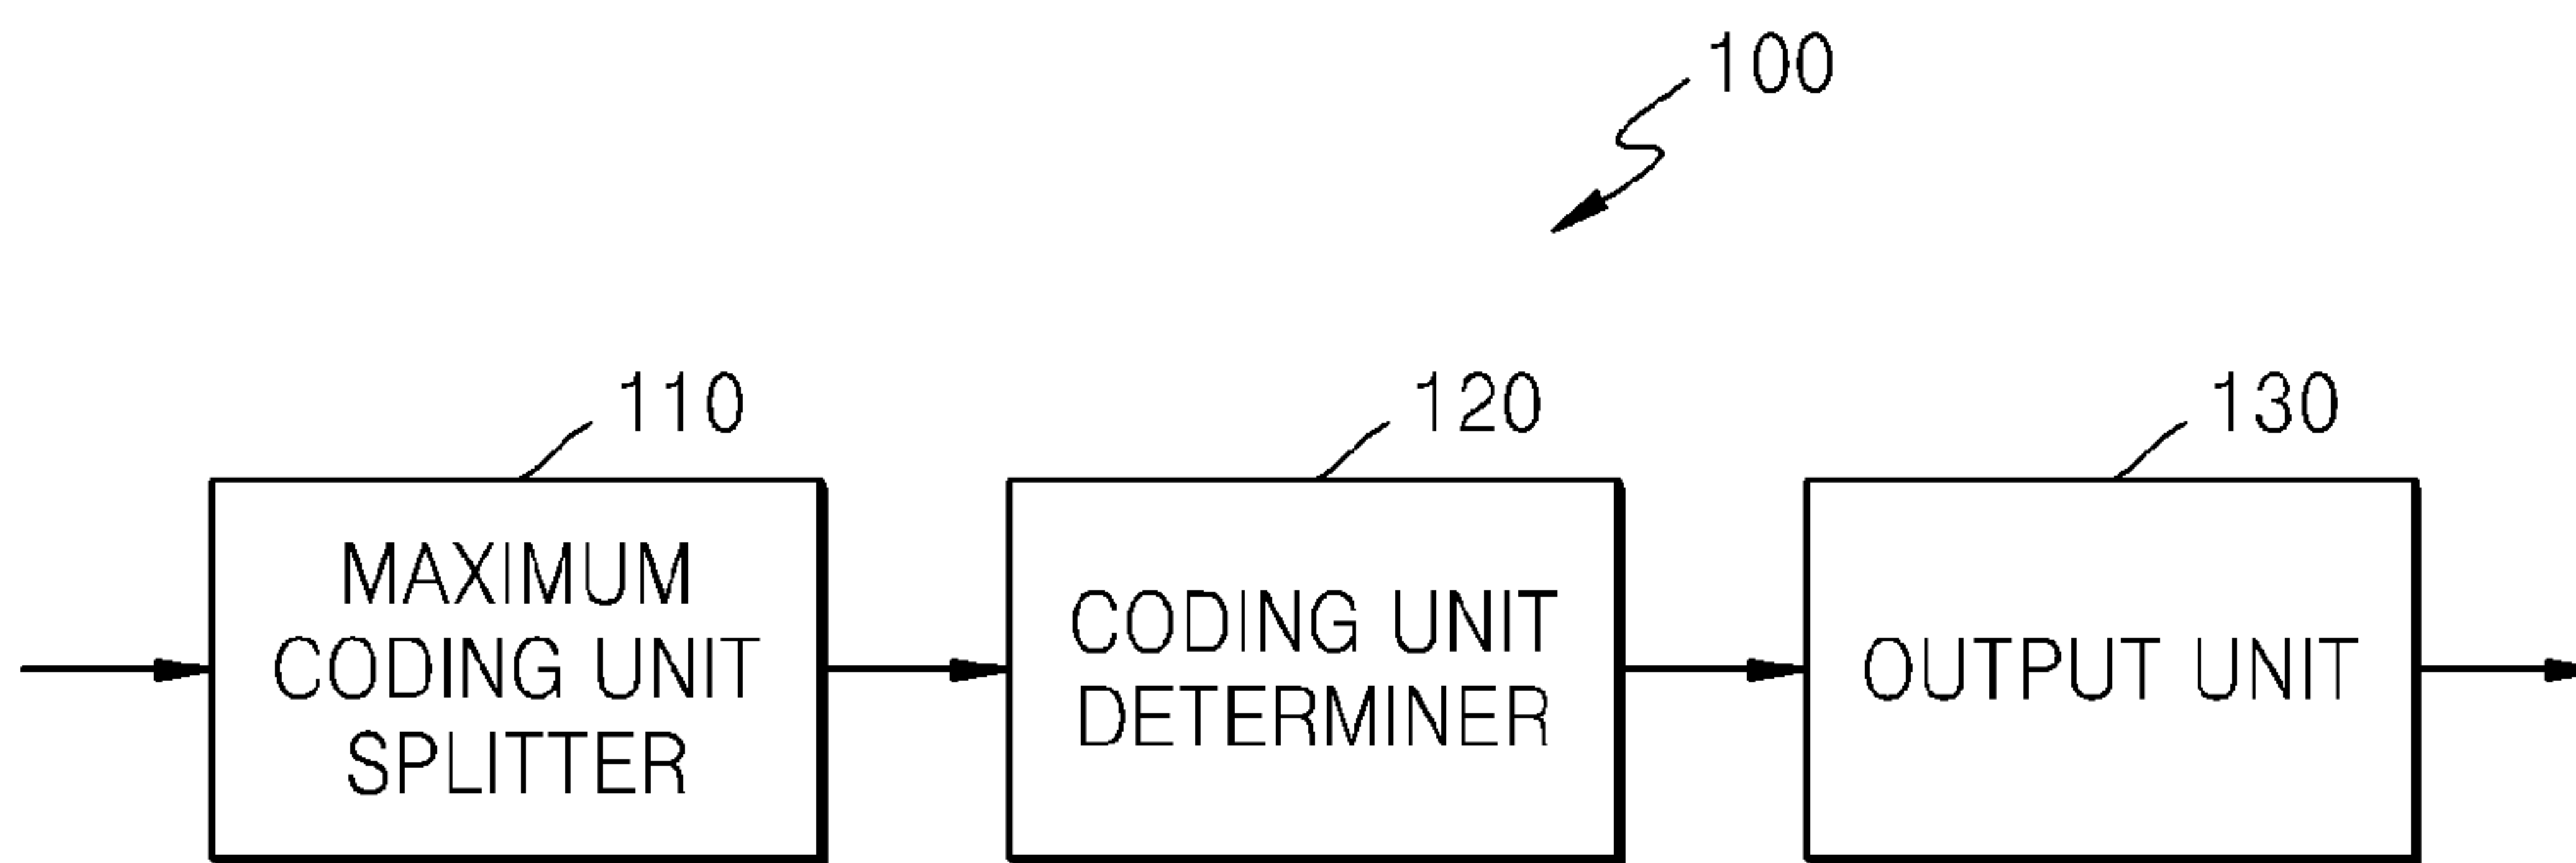 100
110
120
130
MAXIMUM
CODING UNIT
SPLITTER
CODING UNIT
DETERMINER
OUTPUT UNIT